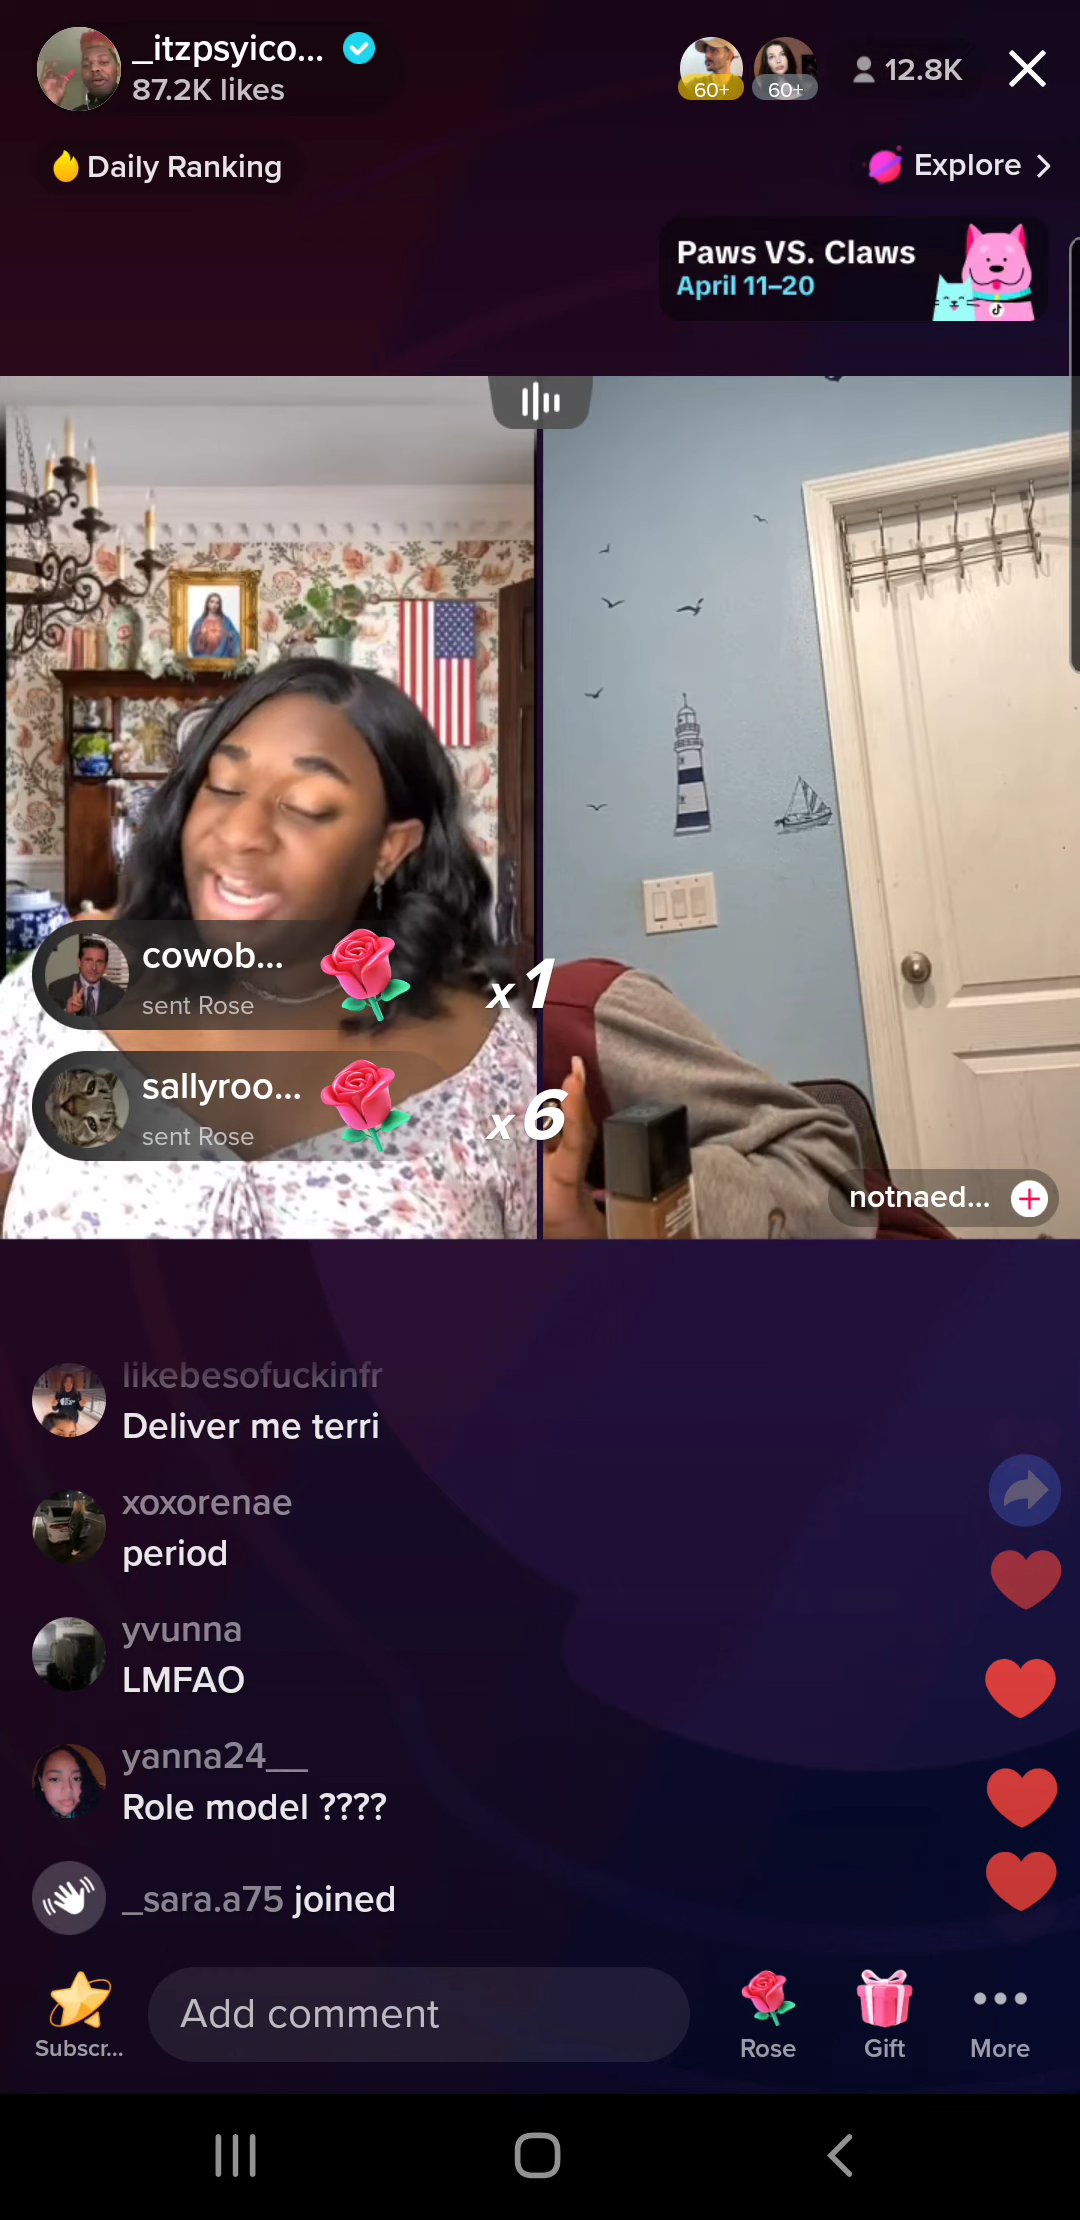 _itzpsyico...
87.2K likes
60+
60+
12.8K
Daily Ranking
Explore
Paws VS. Claws
April 11–20
cowob...
sent Rose
x1
sallyroo...
sent Rose
x6
notnaed...
likebesofuckinfr
Deliver me terri
xoxorenae
period
yvunna
LMFAO
yanna24__
Role model ????
_sara.a75 joined
Subscr...
Add comment
Rose
Gift
More